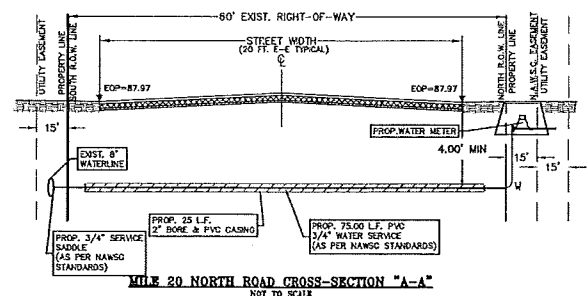 60' EXIST. RIGHT-OF-WAY
UTILITY EASEMENT
PROPERTY LINE
SOUTH R.O.W. LINE
STREET WIDTH
(20 FT. E-E TYPICAL)
℄
NORTH R.O.W. LINE
PROPERTY LINE
N.A.W.S.C. EASEMENT
UTILITY EASEMENT
EOP=87.97
EOP=87.97
15'
PROP. WATER METER
4.00' MIN
15'
15'
EXIST. 8"
WATERLINE
W
PROP. 25 L.F.
2" BORE & PVC CASING
PROP. 75.00 L.F. PVC
3/4" WATER SERVICE
(AS PER NAWSG STANDARDS)
PROP. 3/4" SERVICE
SADDLE
(AS PER NAWSG
STANDARDS)
MILE 20 NORTH ROAD CROSS-SECTION "A-A"
NOT TO SCALE